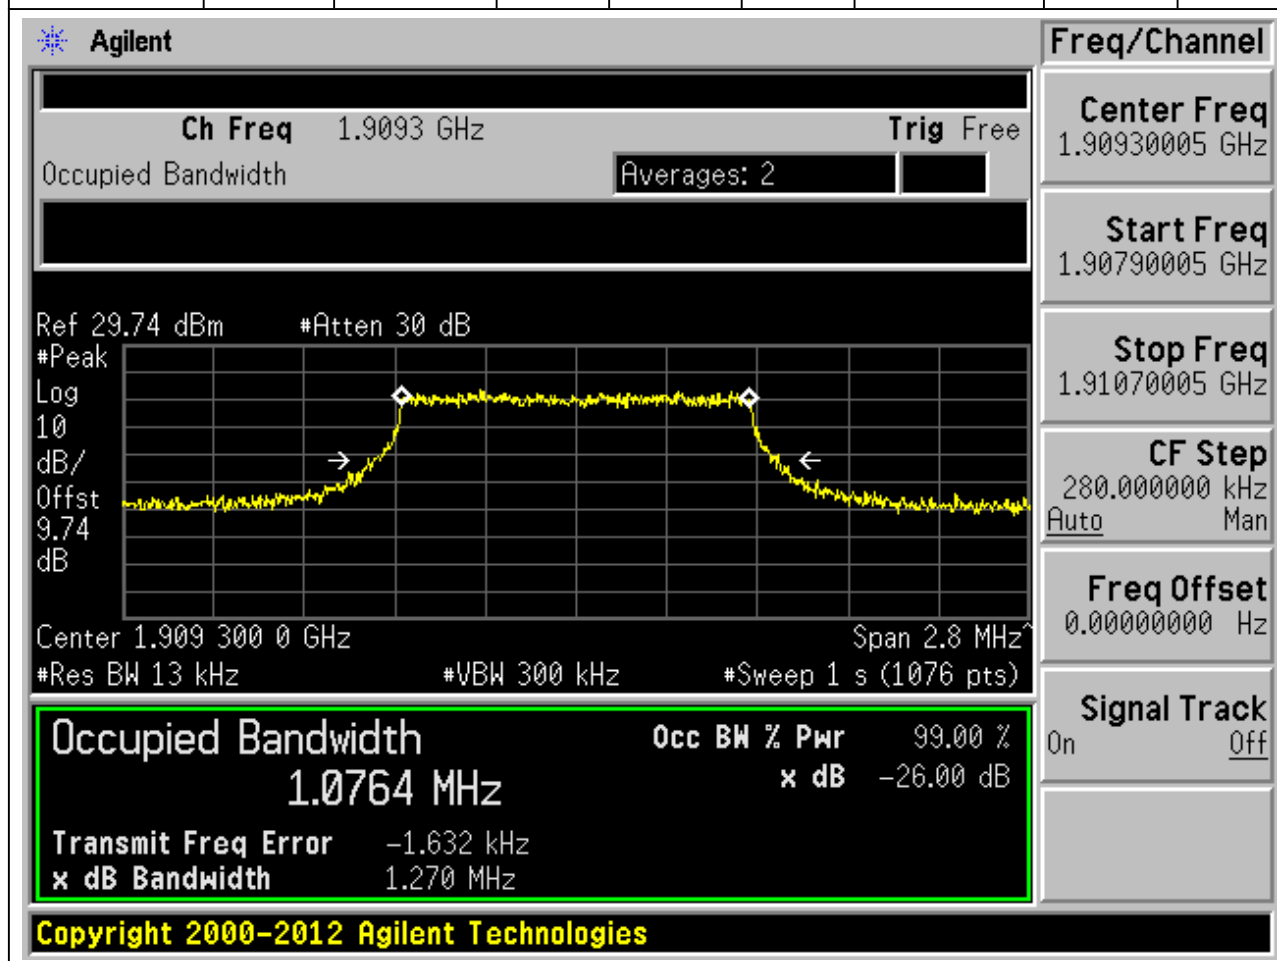 Agilent
Freq/Channel
Ch Freq 1.9093 GHz Trig Free
Occupied Bandwidth Averages: 2
Center Freq
1.90930005 GHz
Start Freq
1.90790005 GHz
Stop Freq
1.91070005 GHz
CF Step
280.000000 kHz
Auto Man
Freq Offset
0.00000000 Hz
Signal Track
On Off
Ref 29.74 dBm #Atten 30 dB
#Peak
Log
10
dB/
Offst
9.74
dB
Center 1.909 300 0 GHz Span 2.8 MHz^
#Res BW 13 kHz #VBW 300 kHz #Sweep 1 s (1076 pts)
Occupied Bandwidth Occ BW % Pwr 99.00 %
1.0764 MHz x dB -26.00 dB
Transmit Freq Error -1.632 kHz
x dB Bandwidth 1.270 MHz
Copyright 2000-2012 Agilent Technologies